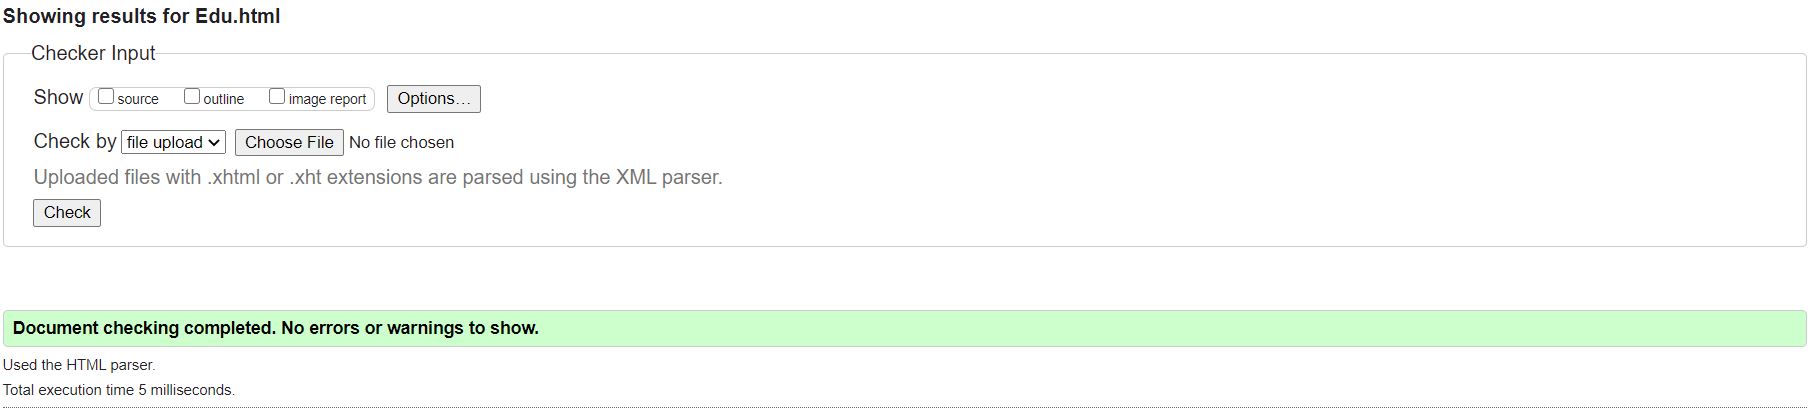 Showing results for Edu.html
Checker Input
Show source outline image report Options...
Check by file upload Choose File No file chosen
Uploaded files with .xhtml or .xht extensions are parsed using the XML parser.
Check
Document checking completed. No errors or warnings to show.
Used the HTML parser.
Total execution time 5 milliseconds.